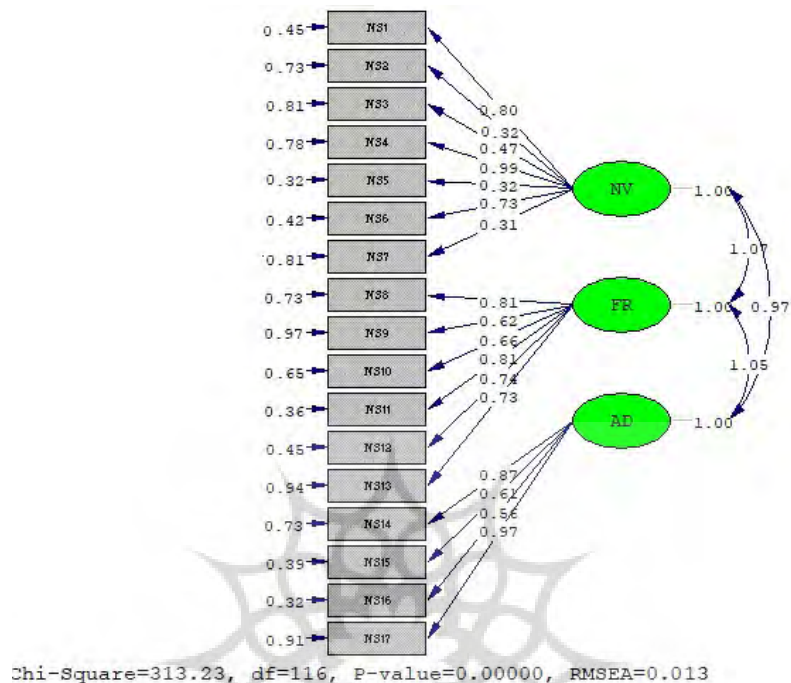 0.45 NS1
0.73 NS2
0.81 NS3
0.78 NS4
0.32 NS5
0.42 NS6
0.81 NS7
0.73 NS8
0.97 NS9
0.65 NS10
0.36 NS11
0.45 NS12
0.94 NS13
0.73 NS14
0.39 NS15
0.32 NS16
0.91 NS17
0.80
0.32
0.47
0.99
0.32
0.73
0.31
0.81
0.62
0.66
0.81
0.74
0.73
0.87
0.61
0.56
0.97
NV 1.00
FR 1.00
AD 1.00
1.07
0.97
1.05
Chi-Square=313.23, df=116, P-value=0.00000, RMSEA=0.013